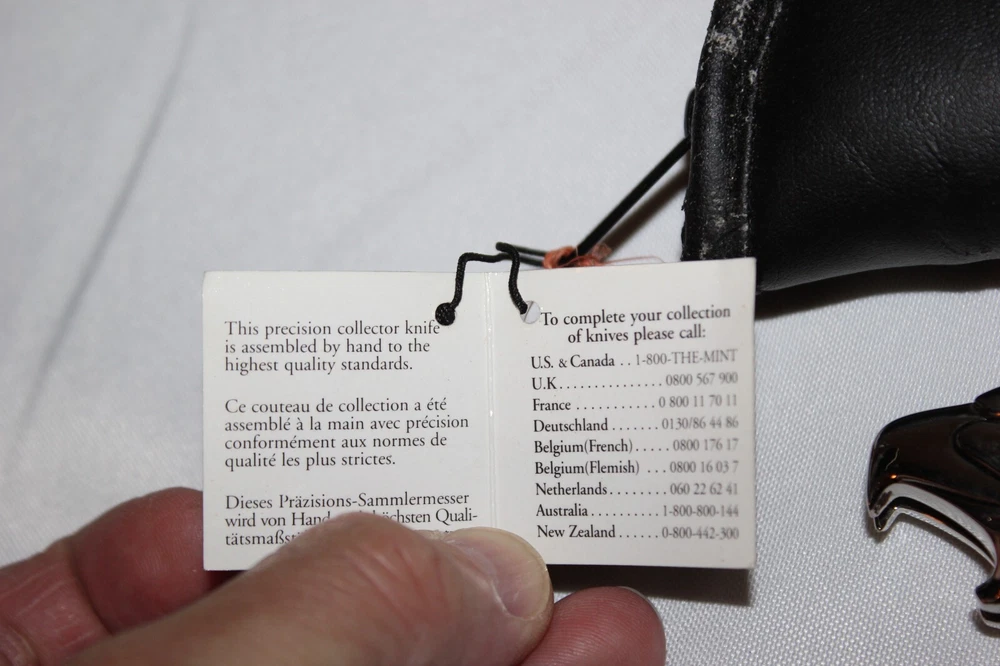 This precision collector knife
is assembled by hand to the
highest quality standards.
Ce couteau de collection a été
assemblé à la main avec précision
conformément aux normes de
qualité les plus strictes.
Dieses Präzisions-Sammlermesser
wird von Hand höchsten Quali-
To complete your collection
of knives please call:
U.S. & Canada . . 1-800-THE-MINT
U.K. . . . . . . . . . . . . . 0800 567 900
France . . . . . . . . . . 0 800 11 70 11
Deutschland . . . . . . . 0130/86 44 86
Belgium(French) . . . . . 0800 176 17
Belgium(Flemish) . . . 0800 16 03 7
Netherlands . . . . . . . . 060 22 62 41
Australia . . . . . . . . . 1-800-800-144
New Zealand . . . . . . 0-800-442-300